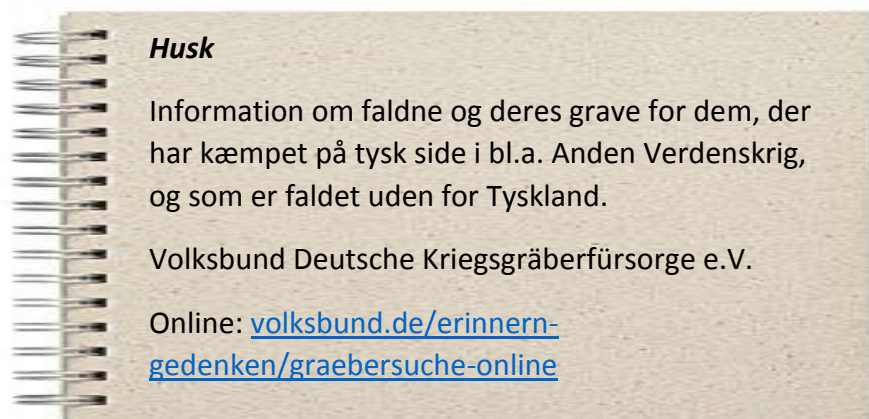 Husk
Information om faldne og deres grave for dem, der
har kæmpet på tysk side i bl.a. Anden Verdenskrig,
og som er faldet uden for Tyskland.
Volksbund Deutsche Kriegsgräberfürsorge e.V.
Online: volksbund.de/erinnern-
gedenken/graebersuche-online